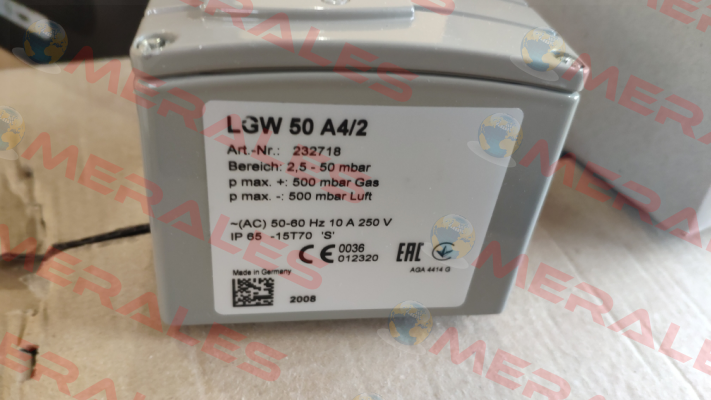 LGW 50 A4/2
Art.-Nr.: 232718
Bereich: 2,5 - 50 mbar
p max. +: 500 mbar Gas
p max. -: 500 mbar Luft
~(AC) 50-60 Hz 10 A 250 V
IP 65 -15T70 'S'
CE 0036
012320
EAC
AGA 4414 G
Made in Germany
2008
MERALES
MERALES
MERALES
MERALES